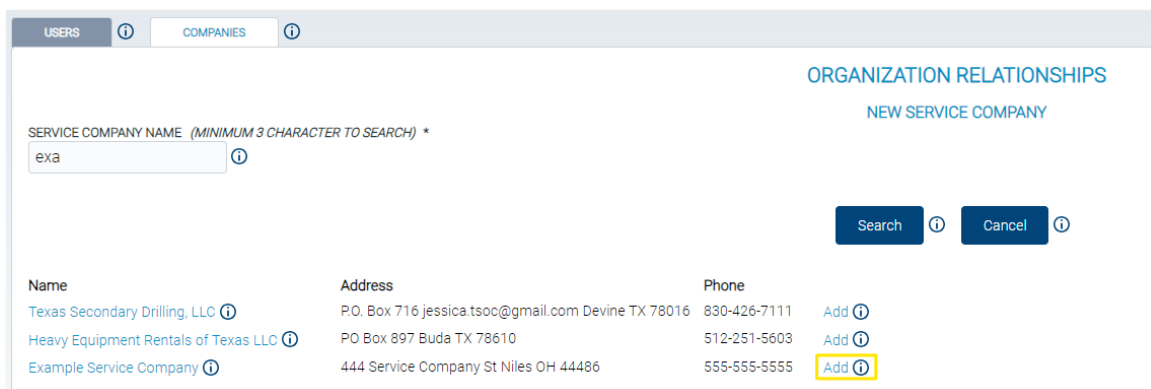 USERS COMPANIES
ORGANIZATION RELATIONSHIPS
NEW SERVICE COMPANY
SERVICE COMPANY NAME (MINIMUM 3 CHARACTER TO SEARCH) *
exa
Search Cancel
Name Address Phone
Texas Secondary Drilling, LLC P.O. Box 716 jessica.tsoc@gmail.com Devine TX 78016 830-426-7111 Add
Heavy Equipment Rentals of Texas LLC PO Box 897 Buda TX 78610 512-251-5603 Add
Example Service Company 444 Service Company St Niles OH 44486 555-555-5555 Add